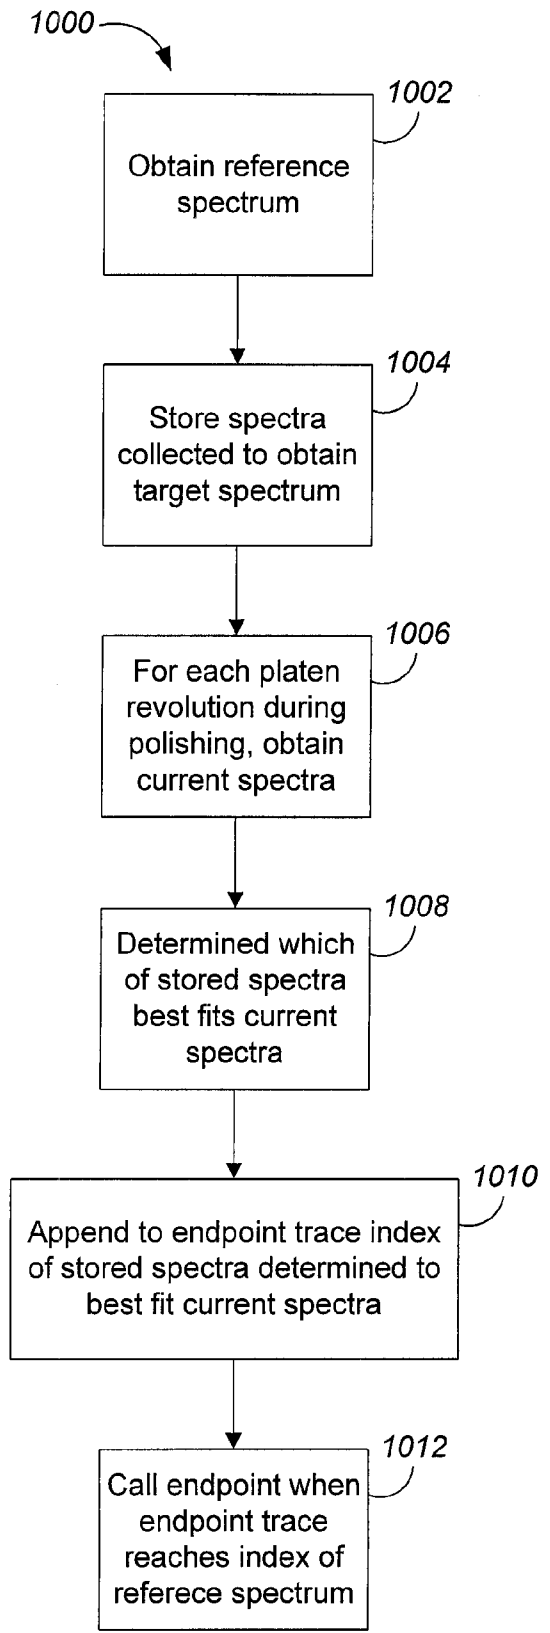 1000
1002
Obtain reference
spectrum
1004
Store spectra
collected to obtain
target spectrum
1006
For each platen
revolution during
polishing, obtain
current spectra
1008
Determined which
of stored spectra
best fits current
spectra
1010
Append to endpoint trace index
of stored spectra determined to
best fit current spectra
1012
Call endpoint when
endpoint trace
reaches index of
referece spectrum